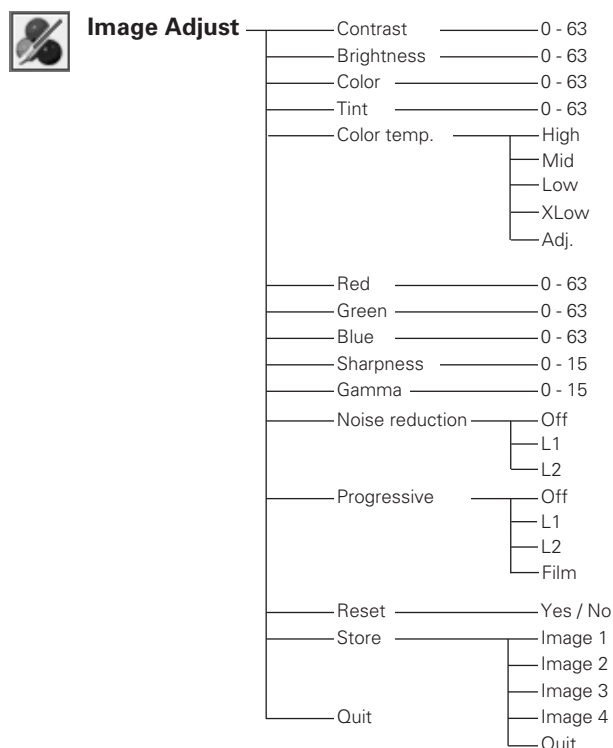 Image Adjust Contrast 0 - 63
Brightness 0 - 63
Color 0 - 63
Tint 0 - 63
Color temp. High
Mid
Low
XLow
Adj.
Red 0 - 63
Green 0 - 63
Blue 0 - 63
Sharpness 0 - 15
Gamma 0 - 15
Noise reduction Off
L1
L2
Progressive Off
L1
L2
Film
Reset Yes / No
Store Image 1
Image 2
Image 3
Quit Image 4
Quit